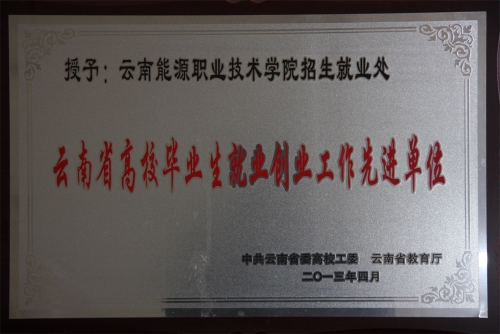 授予：云南能源职业技术学院招生就业处
云南省高校毕业生就业创业工作先进单位
中共云南省委高校工委 云南省教育厅
二〇一三年四月